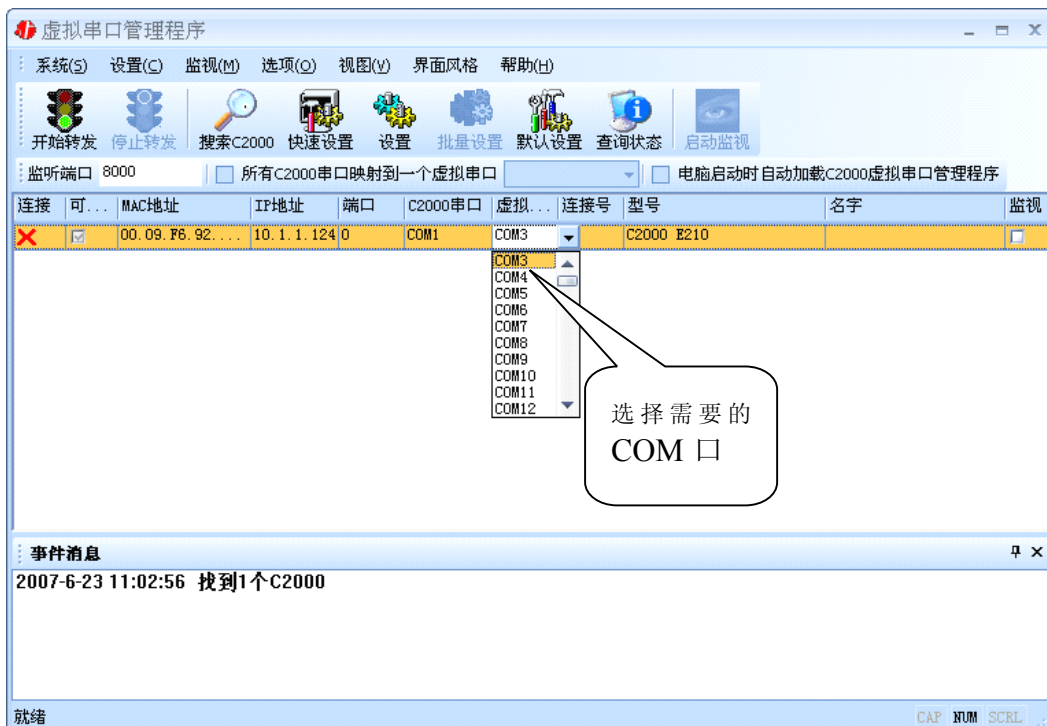 虚拟串口管理程序
系统(S) 设置(C) 监视(M) 选项(O) 视图(V) 界面风格 帮助(H)
开始转发 停止转发 搜索C2000 快速设置 设置 批量设置 默认设置 查询状态 启动监视
监听端口 8000 所有C2000串口映射到一个虚拟串口 电脑启动时自动加载C2000虚拟串口管理程序
连接 可... MAC地址 IP地址 端口 C2000串口 虚拟... 连接号 型号 名字 监视
00.09.F6.92.... 10.1.1.124 0 COM1 COM3 C2000 E210
COM3
COM4
COM5
COM6
COM7
COM8
COM9
COM10
COM11
COM12
选择需要的
COM 口
事件消息
2007-6-23 11:02:56 找到1个C2000
就绪 CAP NUM SCRL